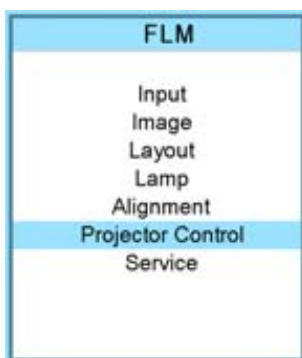 FLM
Input
Image
Layout
Lamp
Alignment
Projector Control
Service